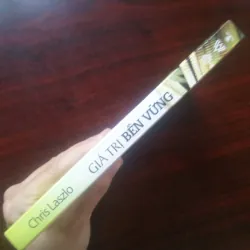 Chris Laszlo
GIÁ TRỊ BỀN VỮNG